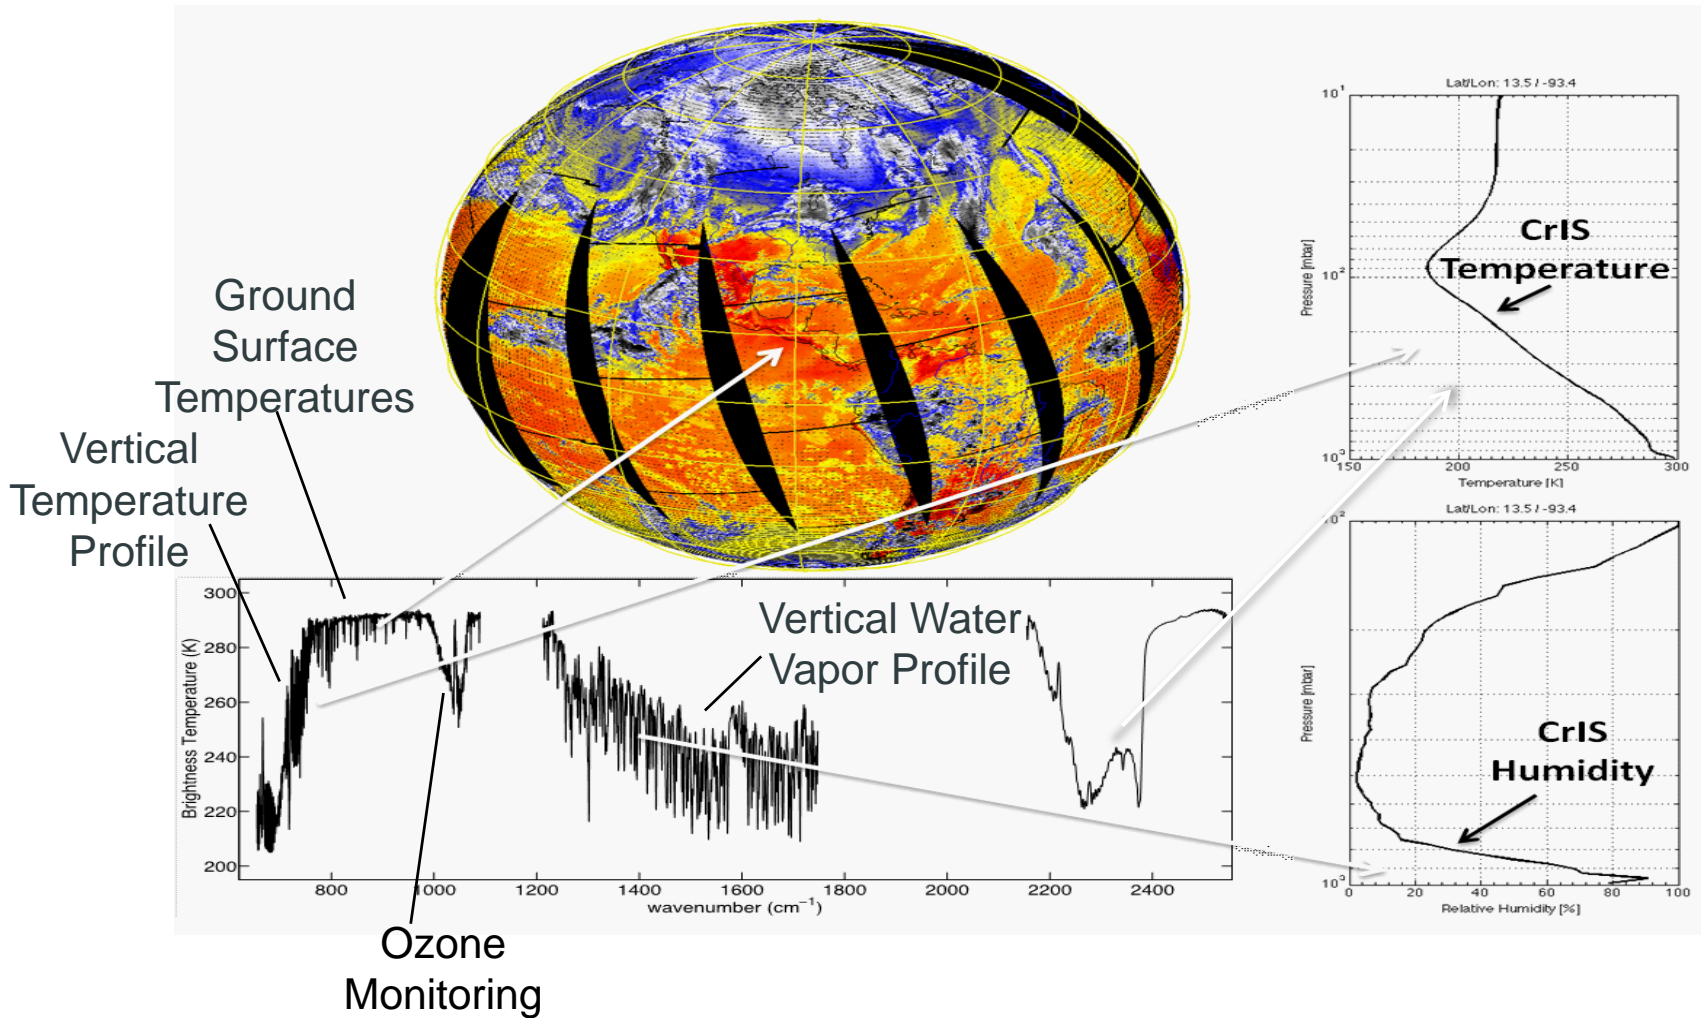 Ground
Surface
Temperatures
Vertical
Temperature
Profile
Lat/Lon: 13.5 / -93.4
10¹
10²
10³
Pressure [mbar]
CrIS
Temperature
150 200 250 300
Temperature [K]
Lat/Lon: 13.5 / -93.4
10²
10³
Pressure [mbar]
CrIS
Humidity
0 20 40 60 80 100
Relative Humidity [%]
300
280
260
240
220
200
Brightness Temperature (K)
Vertical Water
Vapor Profile
800 1000 1200 1400 1600 1800 2000 2200 2400
wavenumber (cm⁻¹)
Ozone
Monitoring